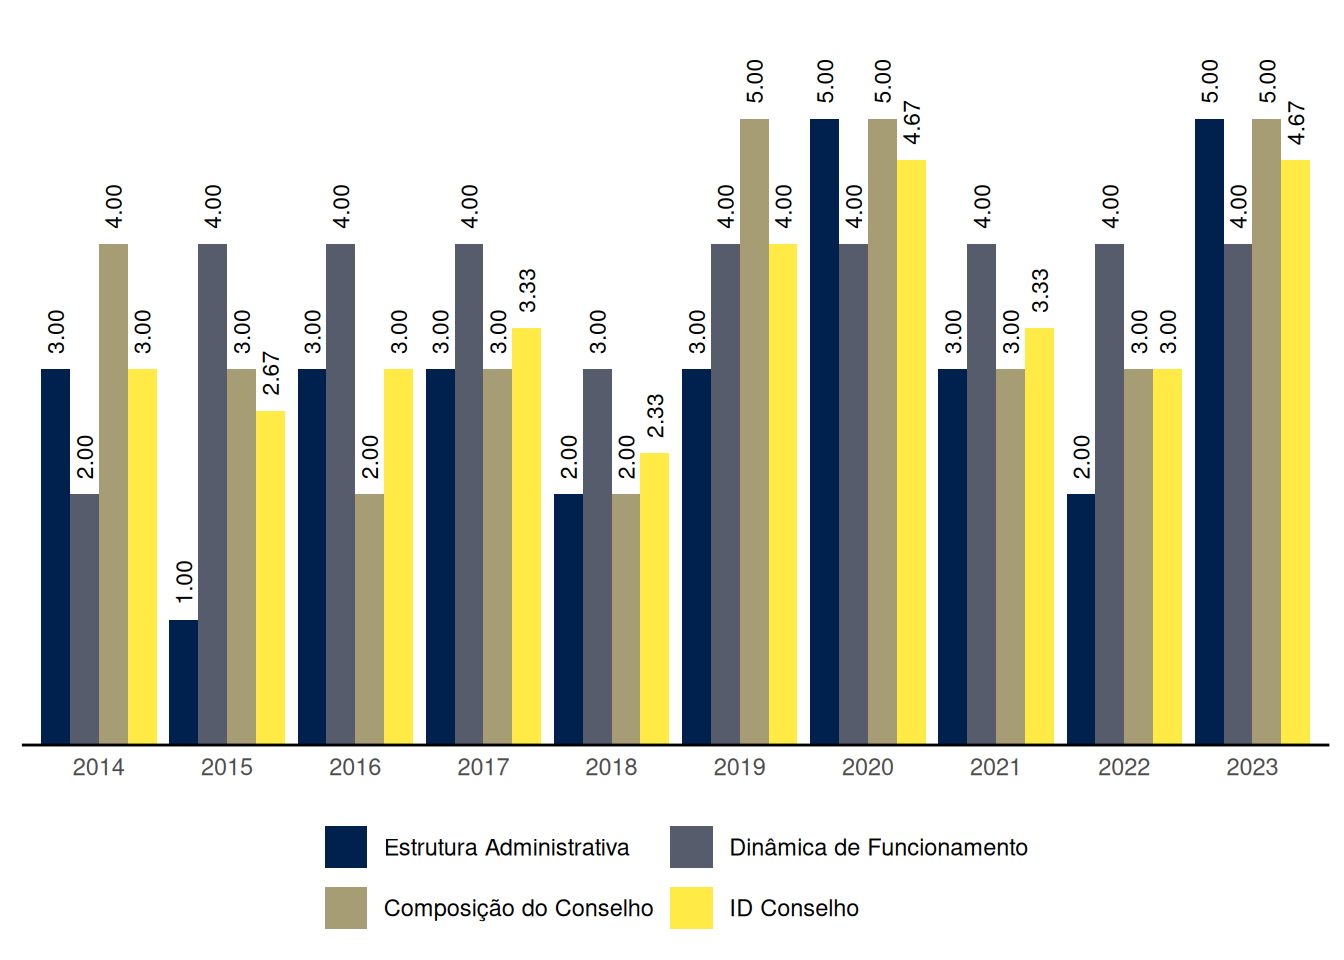 3.00 2.00 4.00 3.00
1.00 4.00 3.00 2.67
3.00 4.00 2.00 3.00
3.00 4.00 3.00 3.33
2.00 3.00 2.00 2.33
3.00 4.00 5.00 4.00
5.00 4.00 5.00 4.67
3.00 4.00 3.00 3.33
2.00 4.00 3.00 3.00
5.00 4.00 5.00 4.67
2014 2015 2016 2017 2018 2019 2020 2021 2022 2023
Estrutura Administrativa Dinâmica de Funcionamento
Composição do Conselho ID Conselho